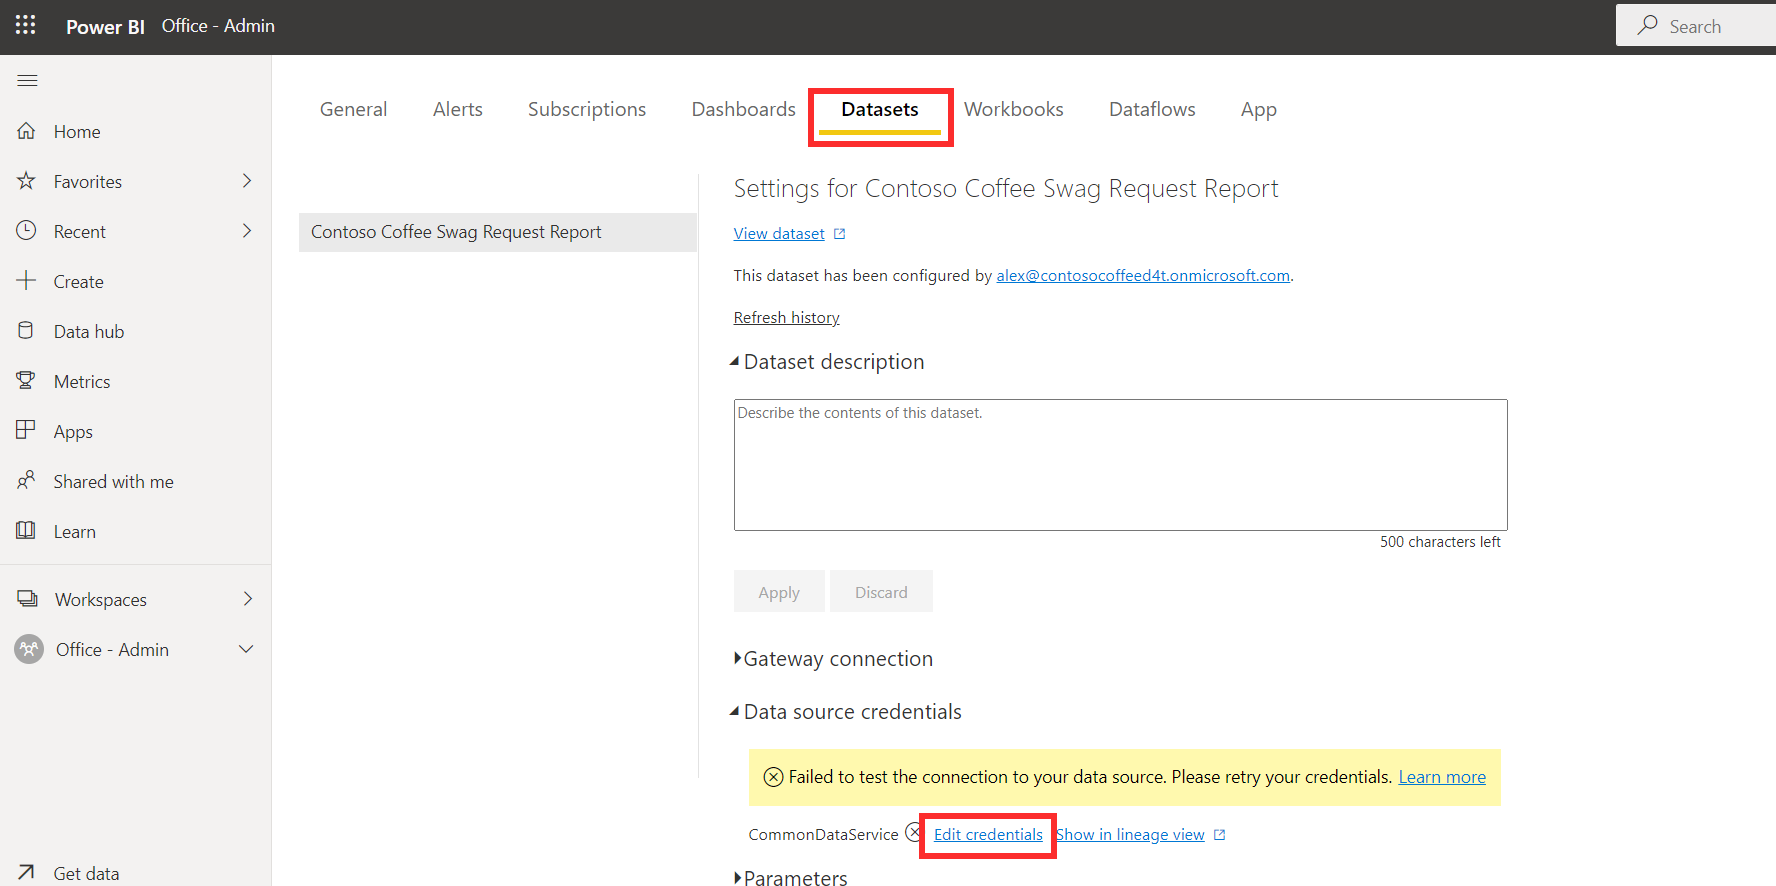 Power BI Office - Admin
Search
Home
Favorites
Recent
Create
Data hub
Metrics
Apps
Shared with me
Learn
Workspaces
Office - Admin
Get data
General Alerts Subscriptions Dashboards Datasets Workbooks Dataflows App
Contoso Coffee Swag Request Report
Settings for Contoso Coffee Swag Request Report
View dataset
This dataset has been configured by alex@contosocoffeed4t.onmicrosoft.com.
Refresh history
Dataset description
Describe the contents of this dataset.
500 characters left
Apply Discard
Gateway connection
Data source credentials
Failed to test the connection to your data source. Please retry your credentials. Learn more
CommonDataService Edit credentials Show in lineage view
Parameters